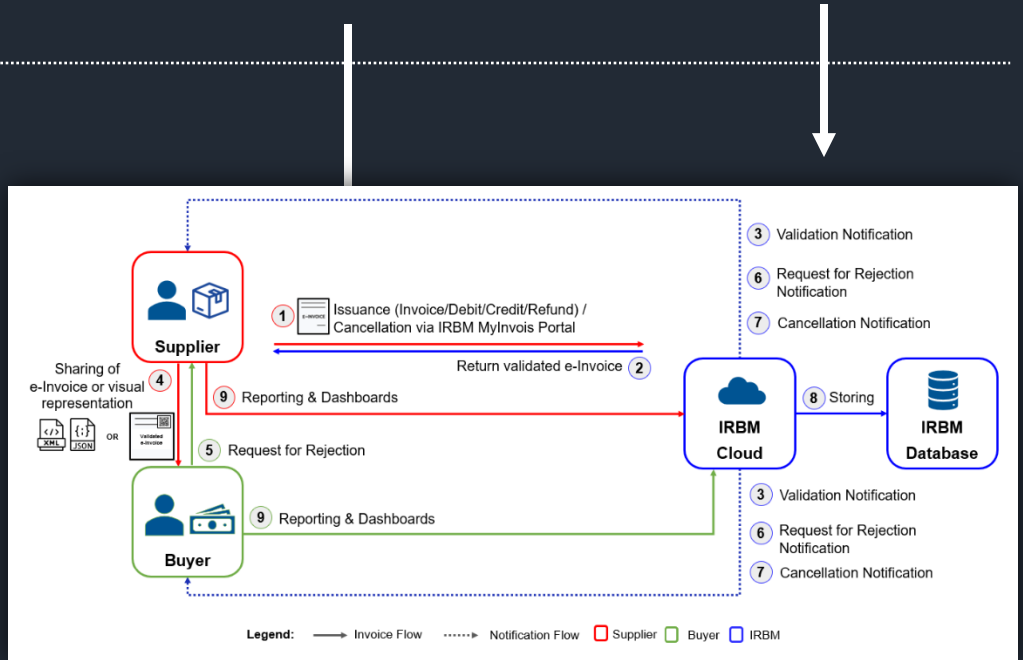 3 Validation Notification
6 Request for Rejection
Notification
7 Cancellation Notification
1 E-INVOICE Issuance (Invoice/Debit/Credit/Refund) /
Cancellation via IRBM MyInvois Portal
Return validated e-Invoice 2
Supplier
Sharing of
e-Invoice or visual
representation
4
</>
XML
{;}
JSON
OR
Validated
e-Invoice
9 Reporting & Dashboards
5 Request for Rejection
IRBM
Cloud
8 Storing
IRBM
Database
Buyer
9 Reporting & Dashboards
3 Validation Notification
6 Request for Rejection
Notification
7 Cancellation Notification
Legend: Invoice Flow Notification Flow Supplier Buyer IRBM